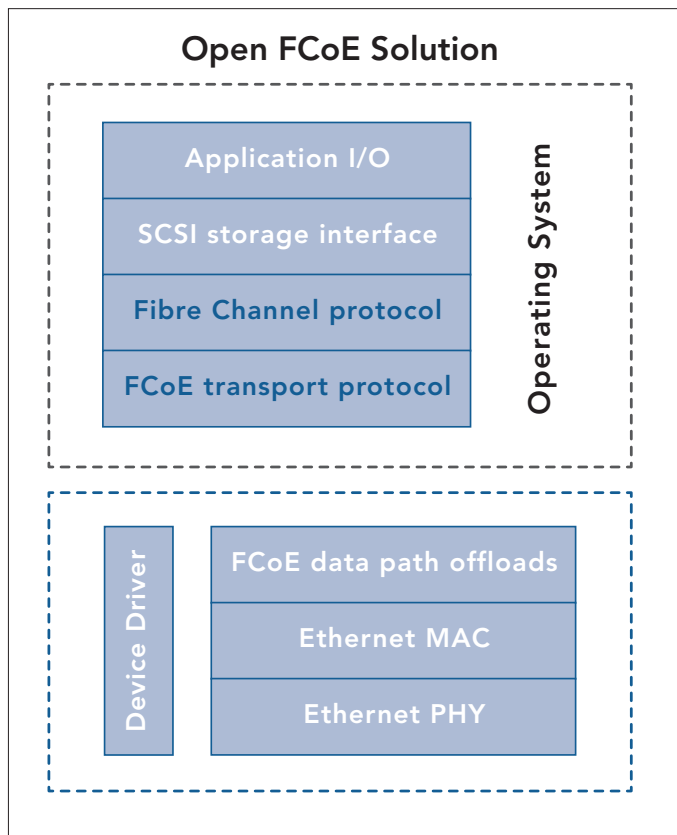 Open FCoE Solution
Application I/O
SCSI storage interface
Fibre Channel protocol
FCoE transport protocol
Operating System
Device Driver
FCoE data path offloads
Ethernet MAC
Ethernet PHY